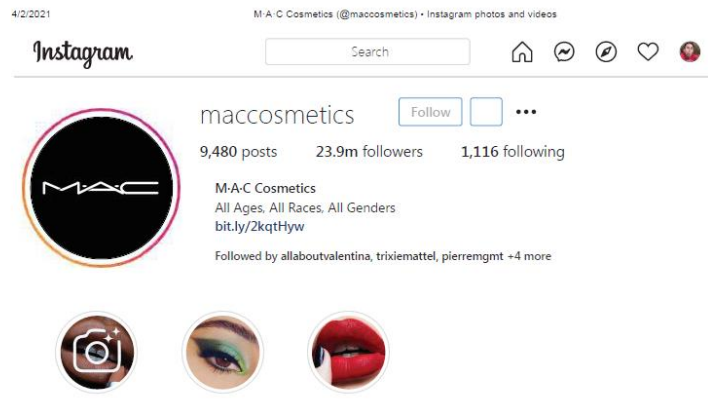 4/2/2021 M·A·C Cosmetics (@maccosmetics) • Instagram photos and videos
Instagram Search
maccosmetics Follow
9,480 posts 23.9m followers 1,116 following
M·A·C
M·A·C Cosmetics
All Ages, All Races, All Genders
bit.ly/2kqtHyw
Followed by allaboutvalentina, trixiemattel, pierremgmt +4 more